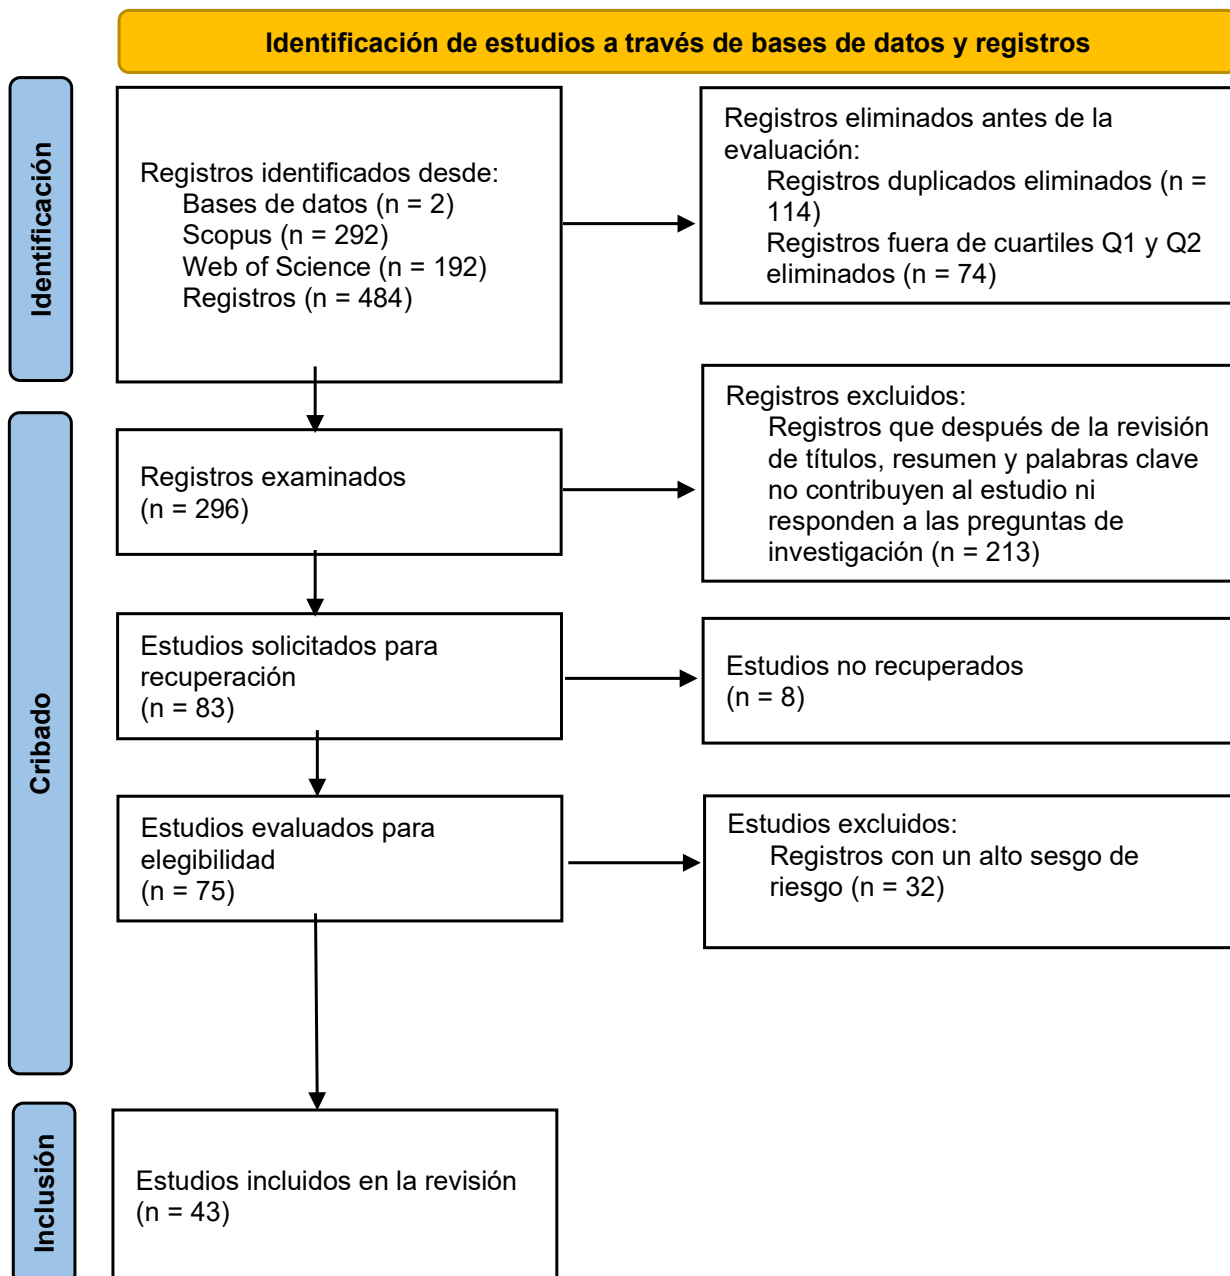 Identificación de estudios a través de bases de datos y registros
Identificación
Registros identificados desde:
Bases de datos (n = 2)
Scopus (n = 292)
Web of Science (n = 192)
Registros (n = 484)
Registros eliminados antes de la
evaluación:
Registros duplicados eliminados (n =
114)
Registros fuera de cuartiles Q1 y Q2
eliminados (n = 74)
Cribado
Registros examinados
(n = 296)
Registros excluidos:
Registros que después de la revisión
de títulos, resumen y palabras clave
no contribuyen al estudio ni
responden a las preguntas de
investigación (n = 213)
Estudios solicitados para
recuperación
(n = 83)
Estudios no recuperados
(n = 8)
Estudios evaluados para
elegibilidad
(n = 75)
Estudios excluidos:
Registros con un alto sesgo de
riesgo (n = 32)
Inclusión
Estudios incluidos en la revisión
(n = 43)